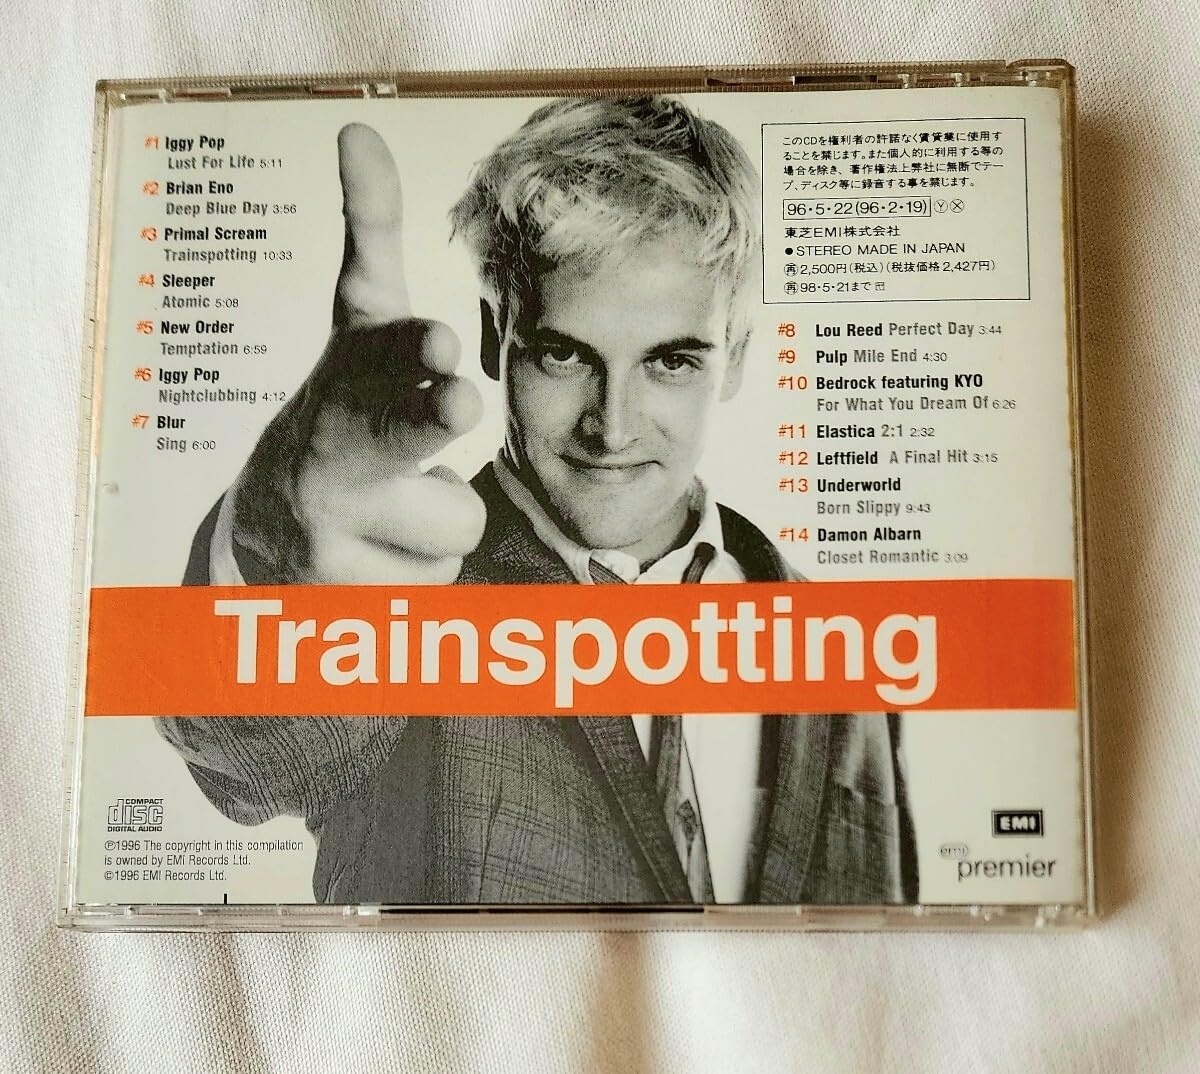 #1 Iggy Pop
Lust For Life 5:11
#2 Brian Eno
Deep Blue Day 3:56
#3 Primal Scream
Trainspotting 10:33
#4 Sleeper
Atomic 5:08
#5 New Order
Temptation 6:59
#6 Iggy Pop
Nightclubbing 4:12
#7 Blur
Sing 6:00
このCDを権利者の許諾なく賃貸業に使用す
ることを禁じます。また個人的に利用する等の
場合を除き、著作権法上弊社に無断でテー
プ、ディスク等に録音する事を禁じます。
96・5・22(96・2・19) Ⓨ Ⓧ
東芝EMI株式会社
●STEREO MADE IN JAPAN
㊢2,500円(税込)(税抜価格2,427円)
98・5・21まで
#8 Lou Reed Perfect Day 3:44
#9 Pulp Mile End 4:30
#10 Bedrock featuring KYO
For What You Dream Of 6:26
#11 Elastica 2:1 2:32
#12 Leftfield A Final Hit 3:15
#13 Underworld
Born Slippy 9:43
#14 Damon Albarn
Closet Romantic 3:09
Trainspotting
COMPACT
disc
DIGITAL AUDIO
℗1996 The copyright in this compilation
is owned by EMI Records Ltd.
©1996 EMI Records Ltd.
EMI
emi
premier